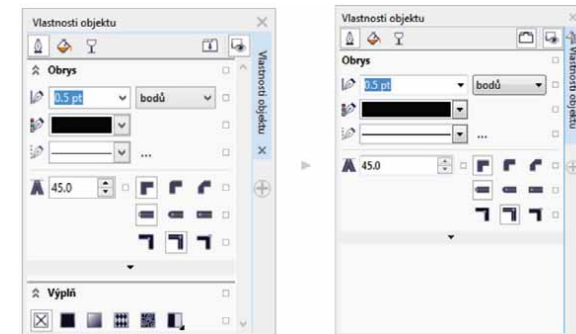 Vlastnosti objektu
Obrys
0.5 pt bodů
...
45.0
Výplň
Vlastnosti objektu
Vlastnosti objektu
Obrys
0.5 pt bodů
...
45.0
Vlastnosti objektu